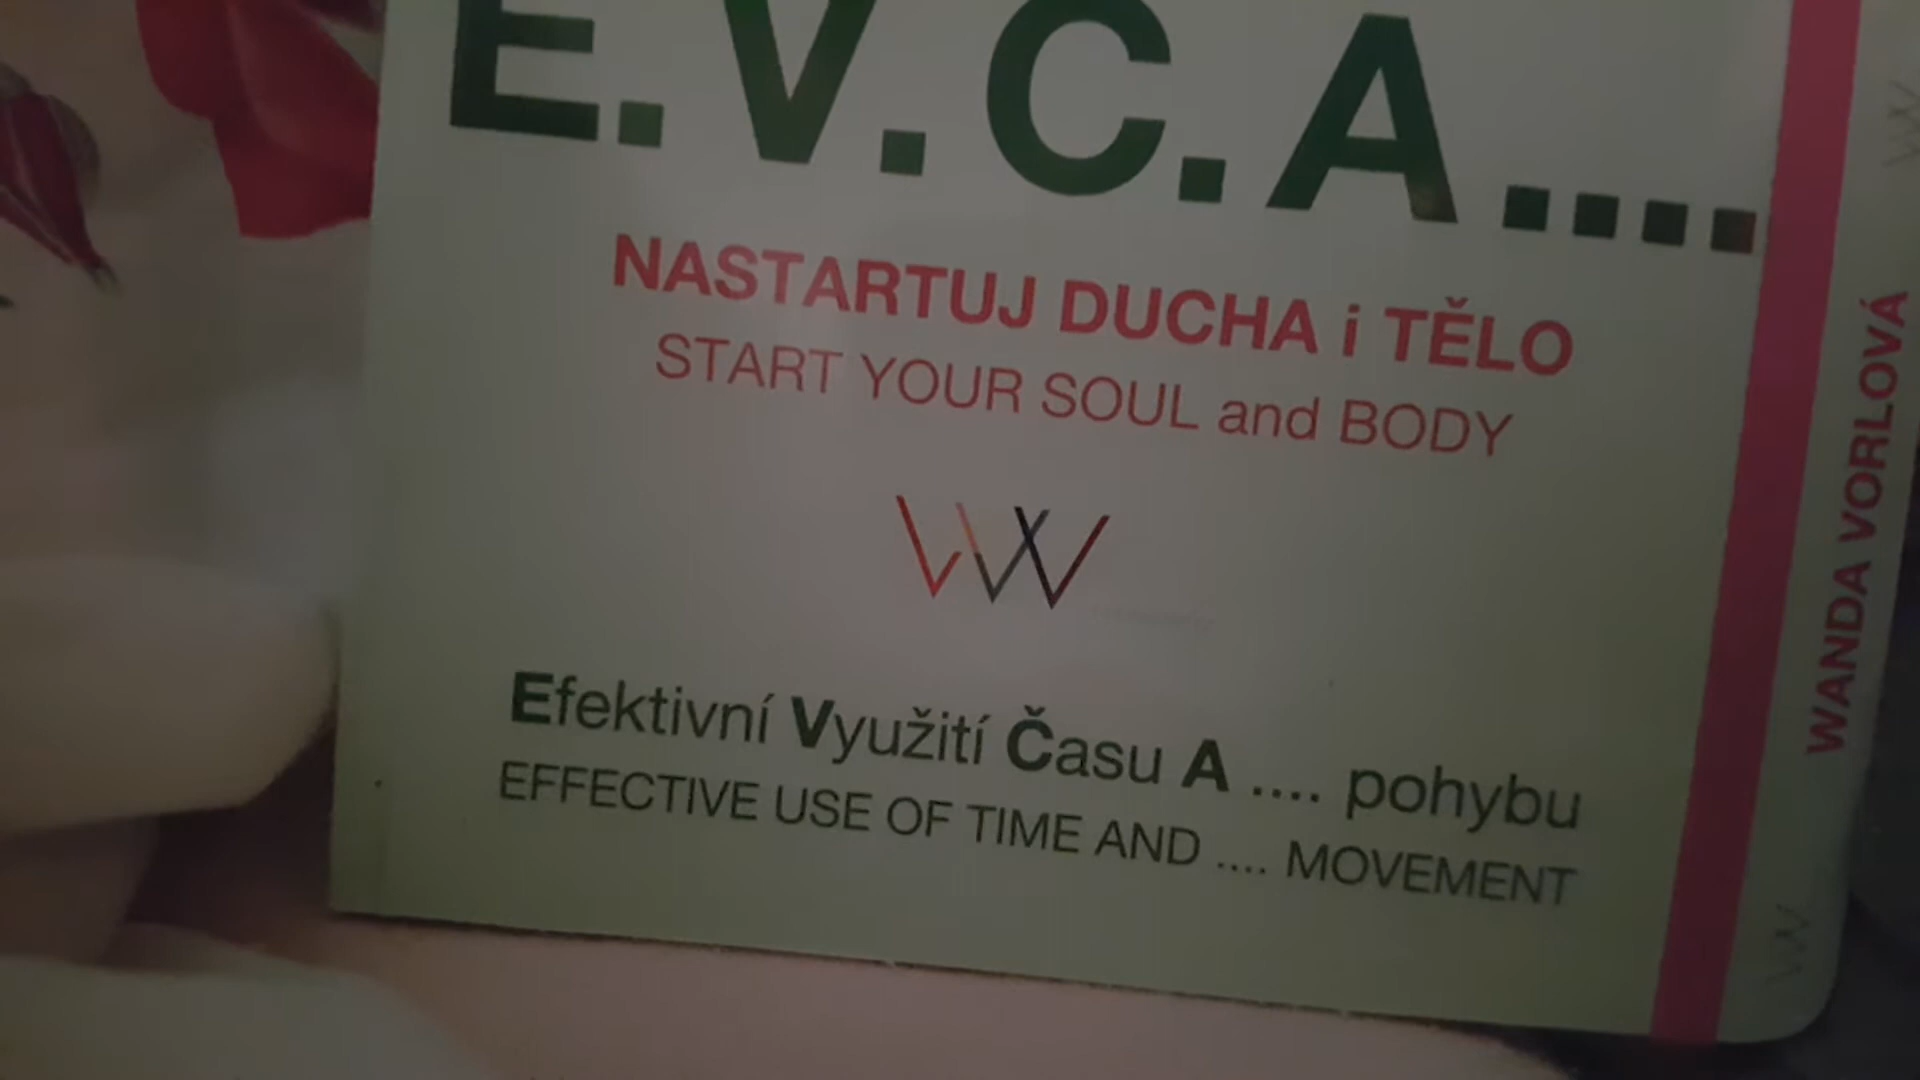 E.V.C.A....
NASTARTUJ DUCHA i TĚLO
START YOUR SOUL and BODY
Efektivní Využití Času A .... pohybu
EFFECTIVE USE OF TIME AND .... MOVEMENT
WANDA VORLOVÁ